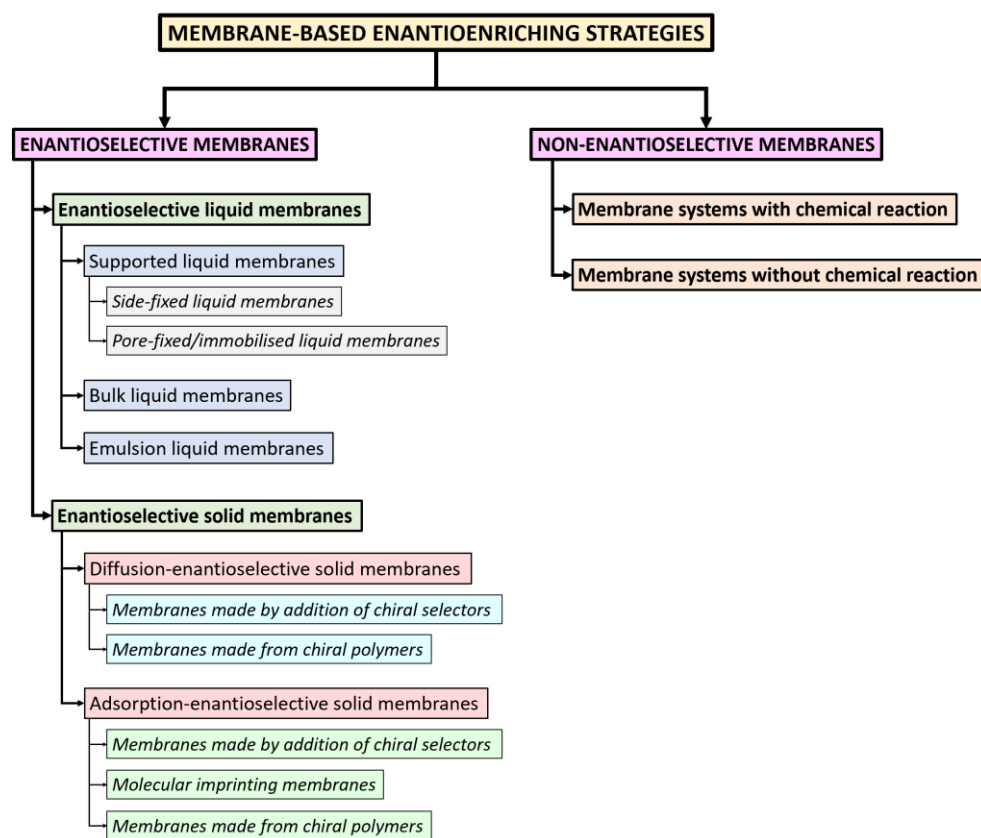 MEMBRANE-BASED ENANTIOENRICHING STRATEGIES
ENANTIOSELECTIVE MEMBRANES
Enantioselective liquid membranes
Supported liquid membranes
Side-fixed liquid membranes
Pore-fixed/immobilised liquid membranes
Bulk liquid membranes
Emulsion liquid membranes
Enantioselective solid membranes
Diffusion-enantioselective solid membranes
Membranes made by addition of chiral selectors
Membranes made from chiral polymers
Adsorption-enantioselective solid membranes
Membranes made by addition of chiral selectors
Molecular imprinting membranes
Membranes made from chiral polymers
NON-ENANTIOSELECTIVE MEMBRANES
Membrane systems with chemical reaction
Membrane systems without chemical reaction